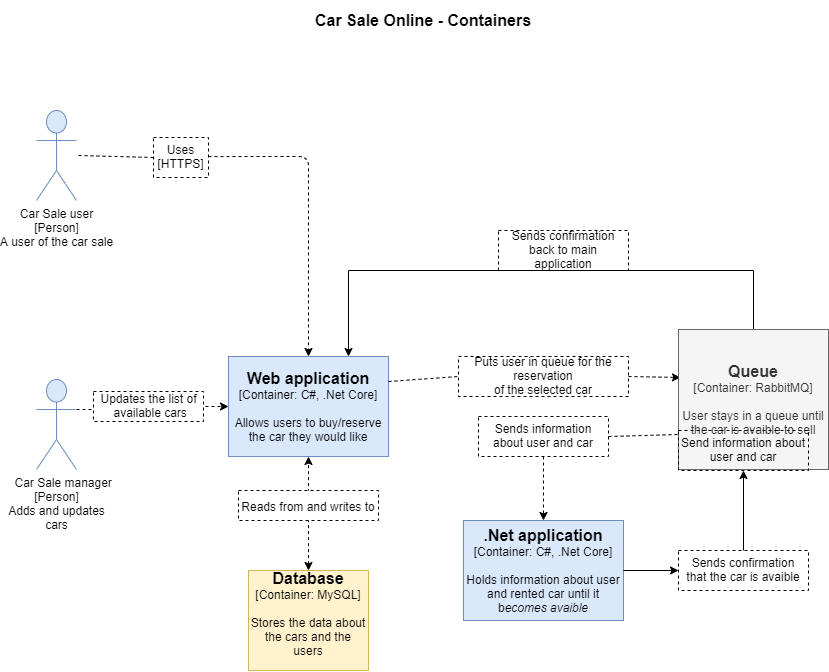 Car Sale Online - Containers
Uses
[HTTPS]
Car Sale user
[Person]
A user of the car sale
Sends confirmation
back to main
application
Web application
[Container: C#, .Net Core]
Allows users to buy/reserve
the car they would like
Puts user in queue for the
reservation
of the selected car
Queue
[Container: RabbitMQ]
User stays in a queue until
the car is avaible to sell
Send information about
user and car
Updates the list of
available cars
Sends information
about user and car
Car Sale manager
[Person]
Adds and updates
cars
Reads from and writes to
.Net application
[Container: C#, .Net Core]
Holds information about user
and rented car until it
becomes avaible
Sends confirmation
that the car is avaible
Database
[Container: MySQL]
Stores the data about
the cars and the
users